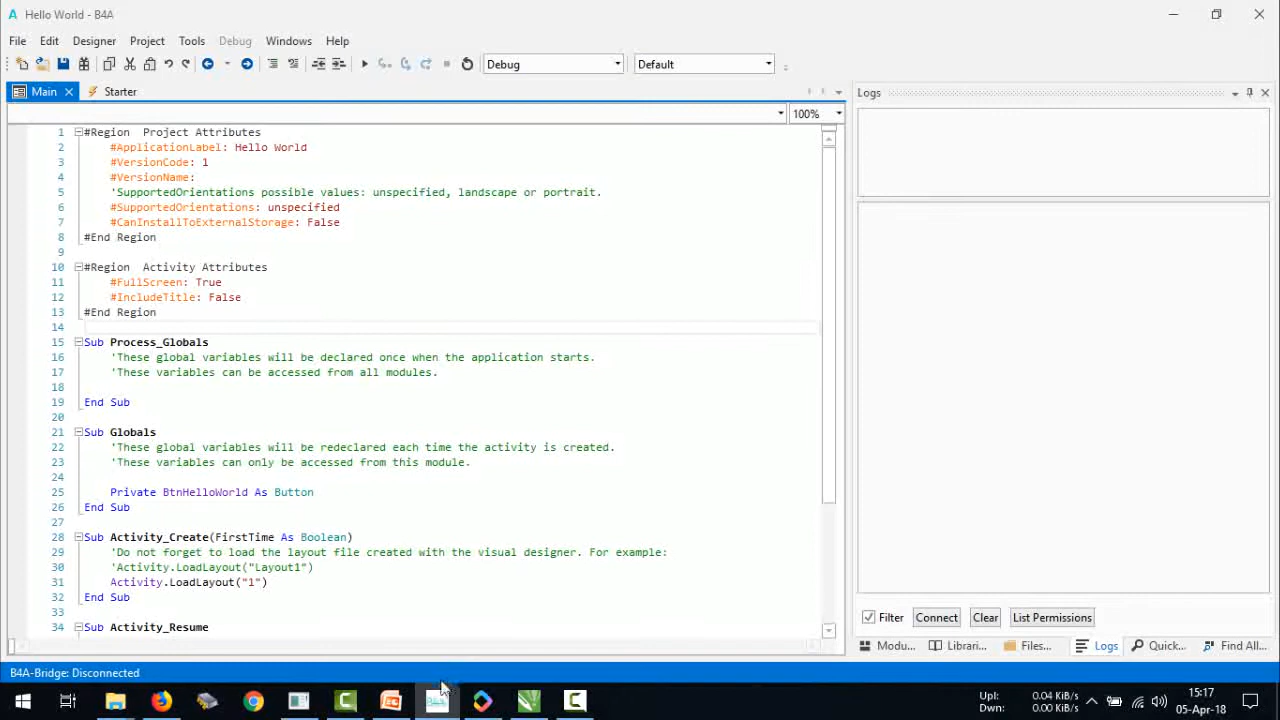 Hello World - B4A
File Edit Designer Project Tools Debug Windows Help
Debug Default
Main Starter Logs
100%
1 #Region Project Attributes
2 #ApplicationLabel: Hello World
3 #VersionCode: 1
4 #VersionName:
5 'SupportedOrientations possible values: unspecified, landscape or portrait.
6 #SupportedOrientations: unspecified
7 #CanInstallToExternalStorage: False
8 #End Region
9
10 #Region Activity Attributes
11 #FullScreen: True
12 #IncludeTitle: False
13 #End Region
14
15 Sub Process_Globals
16 'These global variables will be declared once when the application starts.
17 'These variables can be accessed from all modules.
18
19 End Sub
20
21 Sub Globals
22 'These global variables will be redeclared each time the activity is created.
23 'These variables can only be accessed from this module.
24
25 Private BtnHelloWorld As Button
26 End Sub
27
28 Sub Activity_Create(FirstTime As Boolean)
29 'Do not forget to load the layout file created with the visual designer. For example:
30 'Activity.LoadLayout("Layout1")
31 Activity.LoadLayout("1")
32 End Sub
33
34 Sub Activity_Resume
Filter Connect Clear List Permissions
Modu... Librari... Files... Logs Quick... Find All...
B4A-Bridge: Disconnected
Upl: 0.04 KiB/s
Dwn: 0.00 KiB/s
15:17
05-Apr-18